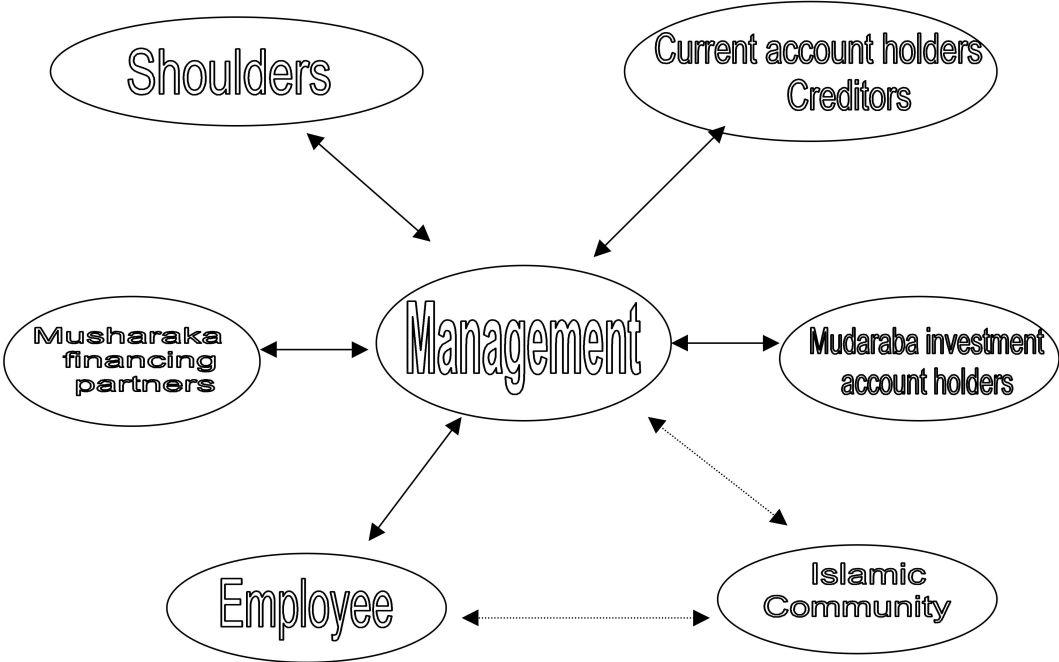 Shoulders
Current account holders
Creditors
Musharaka
financing
partners
Management
Mudaraba investment
account holders
Employee
Islamic
Community